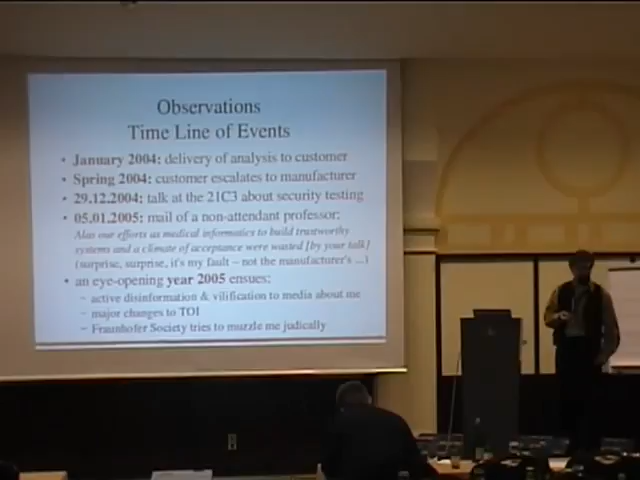 Observations
Time Line of Events
• January 2004: delivery of analysis to customer
• Spring 2004: customer escalates to manufacturer
• 29.12.2004: talk at the 21C3 about security testing
• 05.01.2005: mail of a non-attendant professor:
Alas our efforts as medical informatics to build trustworthy
systems and a climate of acceptance were wasted [by your talk]
(surprise, surprise, it's my fault – not the manufacturer's ...)
• an eye-opening year 2005 ensues:
– active disinformation & vilification to media about me
– major changes to TOI
– Fraunhofer Society tries to muzzle me judically